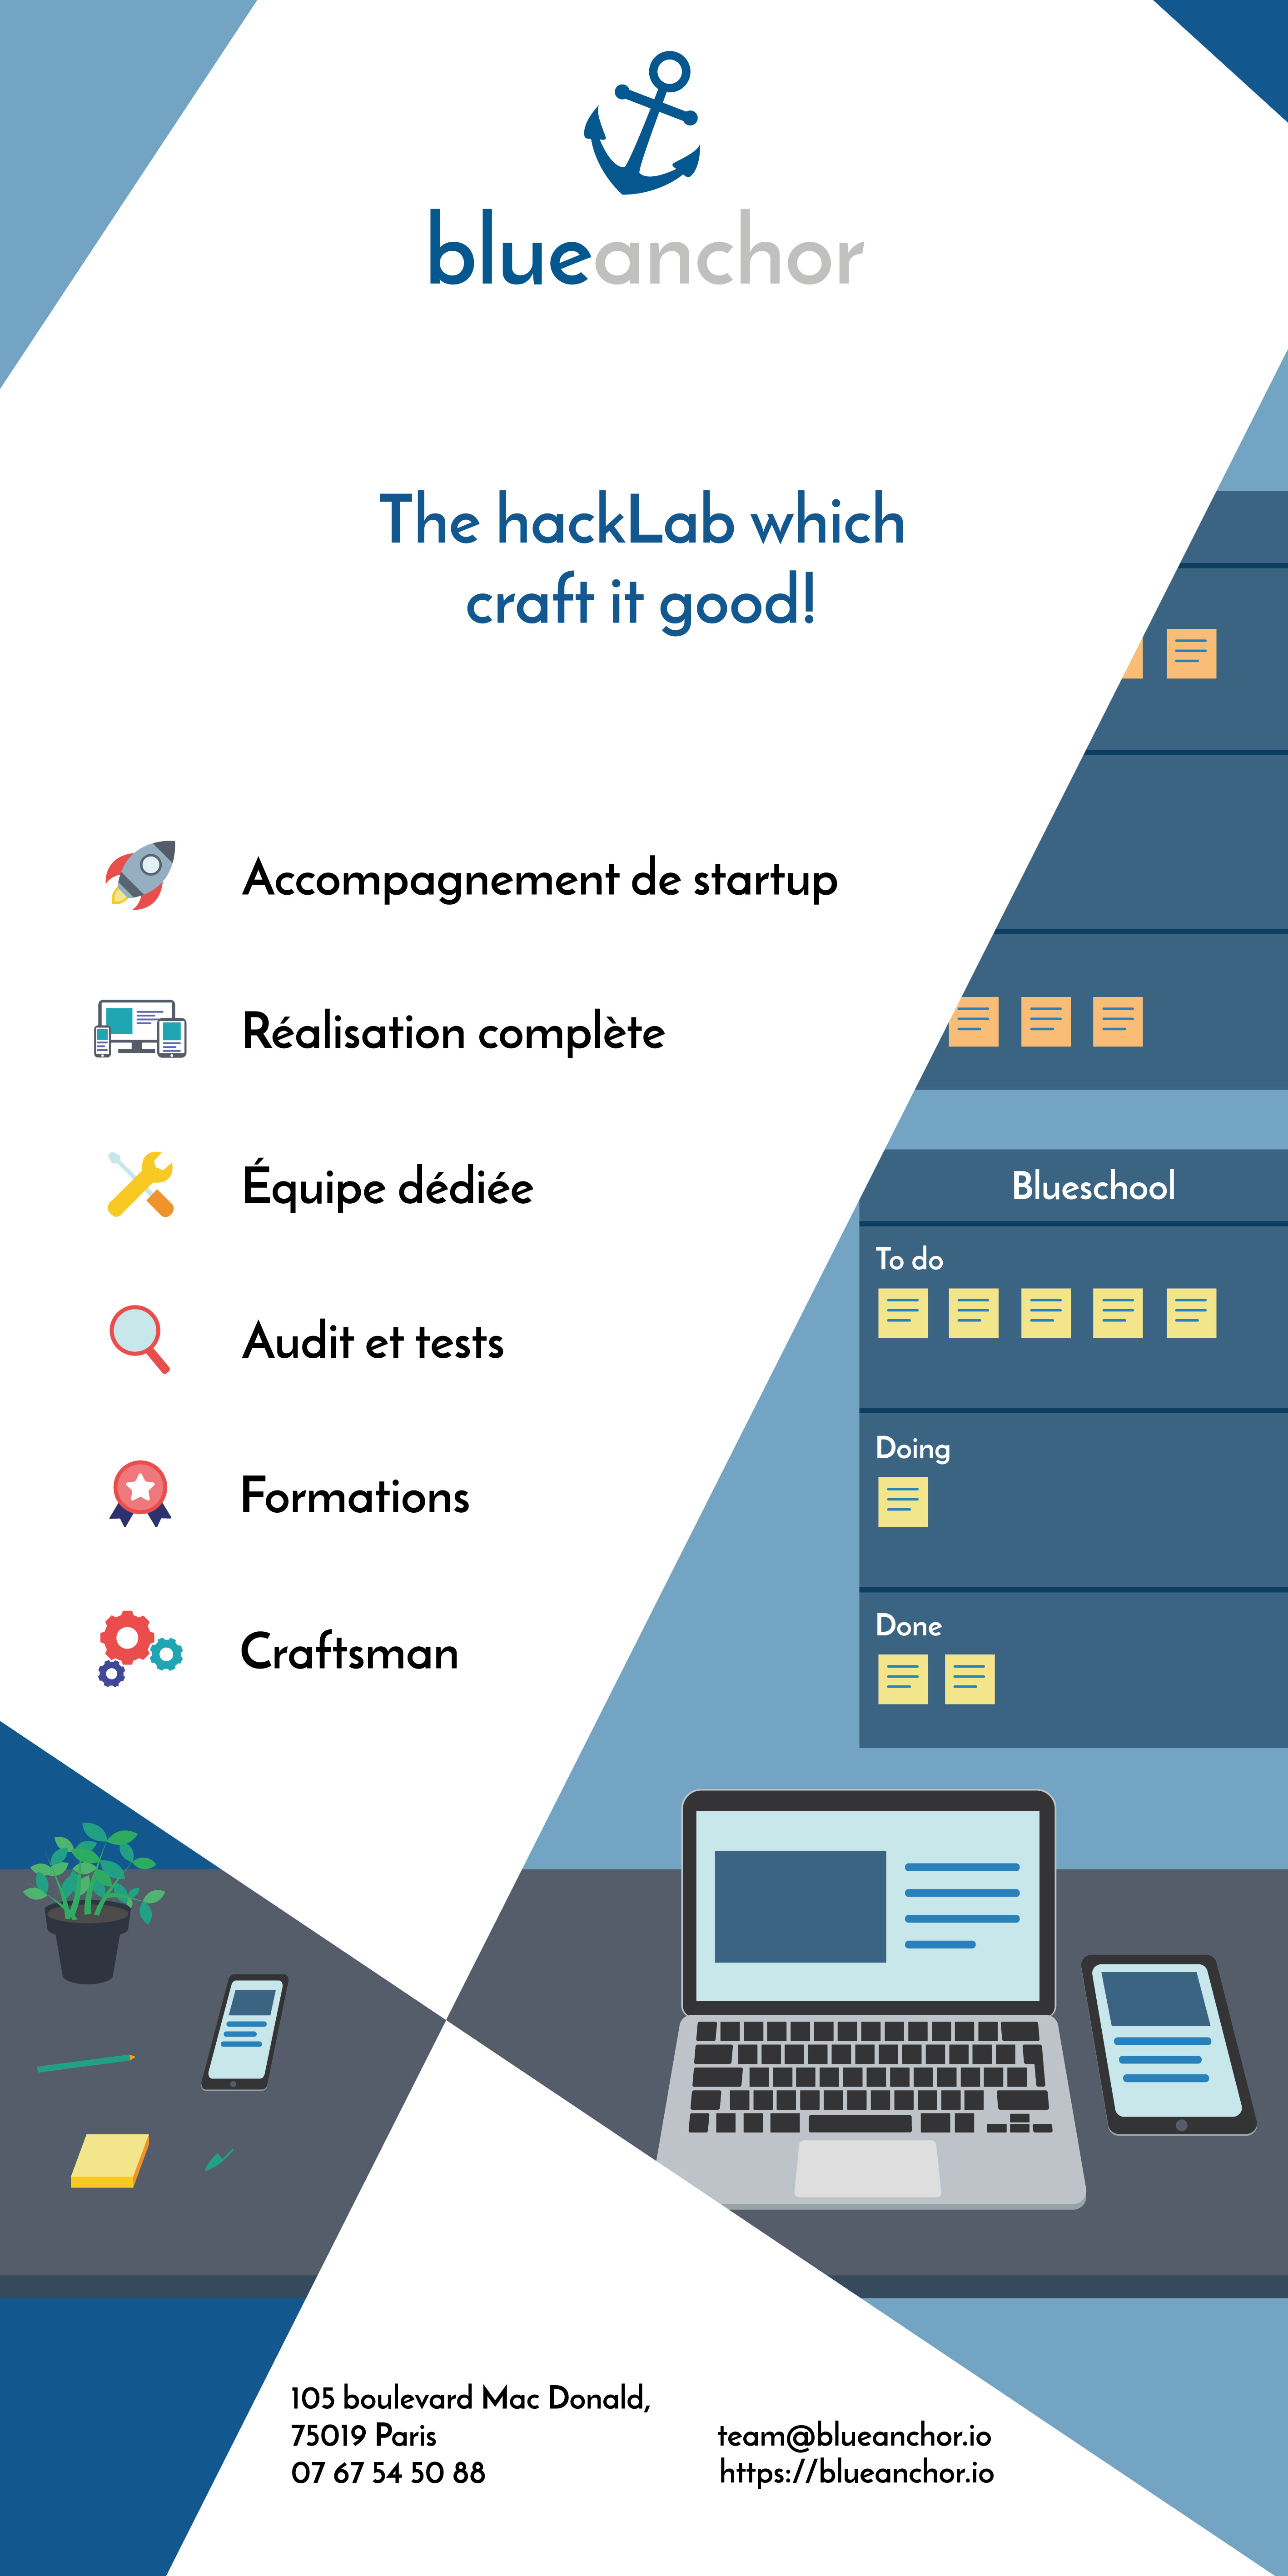 blueanchor
The hackLab which
craft it good!
Accompagnement de startup
Réalisation complète
Équipe dédiée
Audit et tests
Formations
Craftsman
Blueschool
To do
Doing
Done
105 boulevard Mac Donald,
75019 Paris
07 67 54 50 88
team@blueanchor.io
https://blueanchor.io